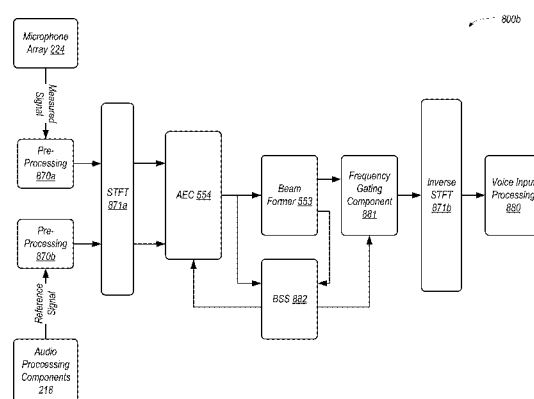 800b
Microphone
Array 224
Measured
Signal
Pre-
Processing
870a
STFT
871a
AEC 554
Beam
Former 553
Frequency
Gating
Component
881
Inverse
STFT
871b
Voice Input
Processing
880
Pre-
Processing
870b
BSS 882
Reference
Signal
Audio
Proccessing
Components
218